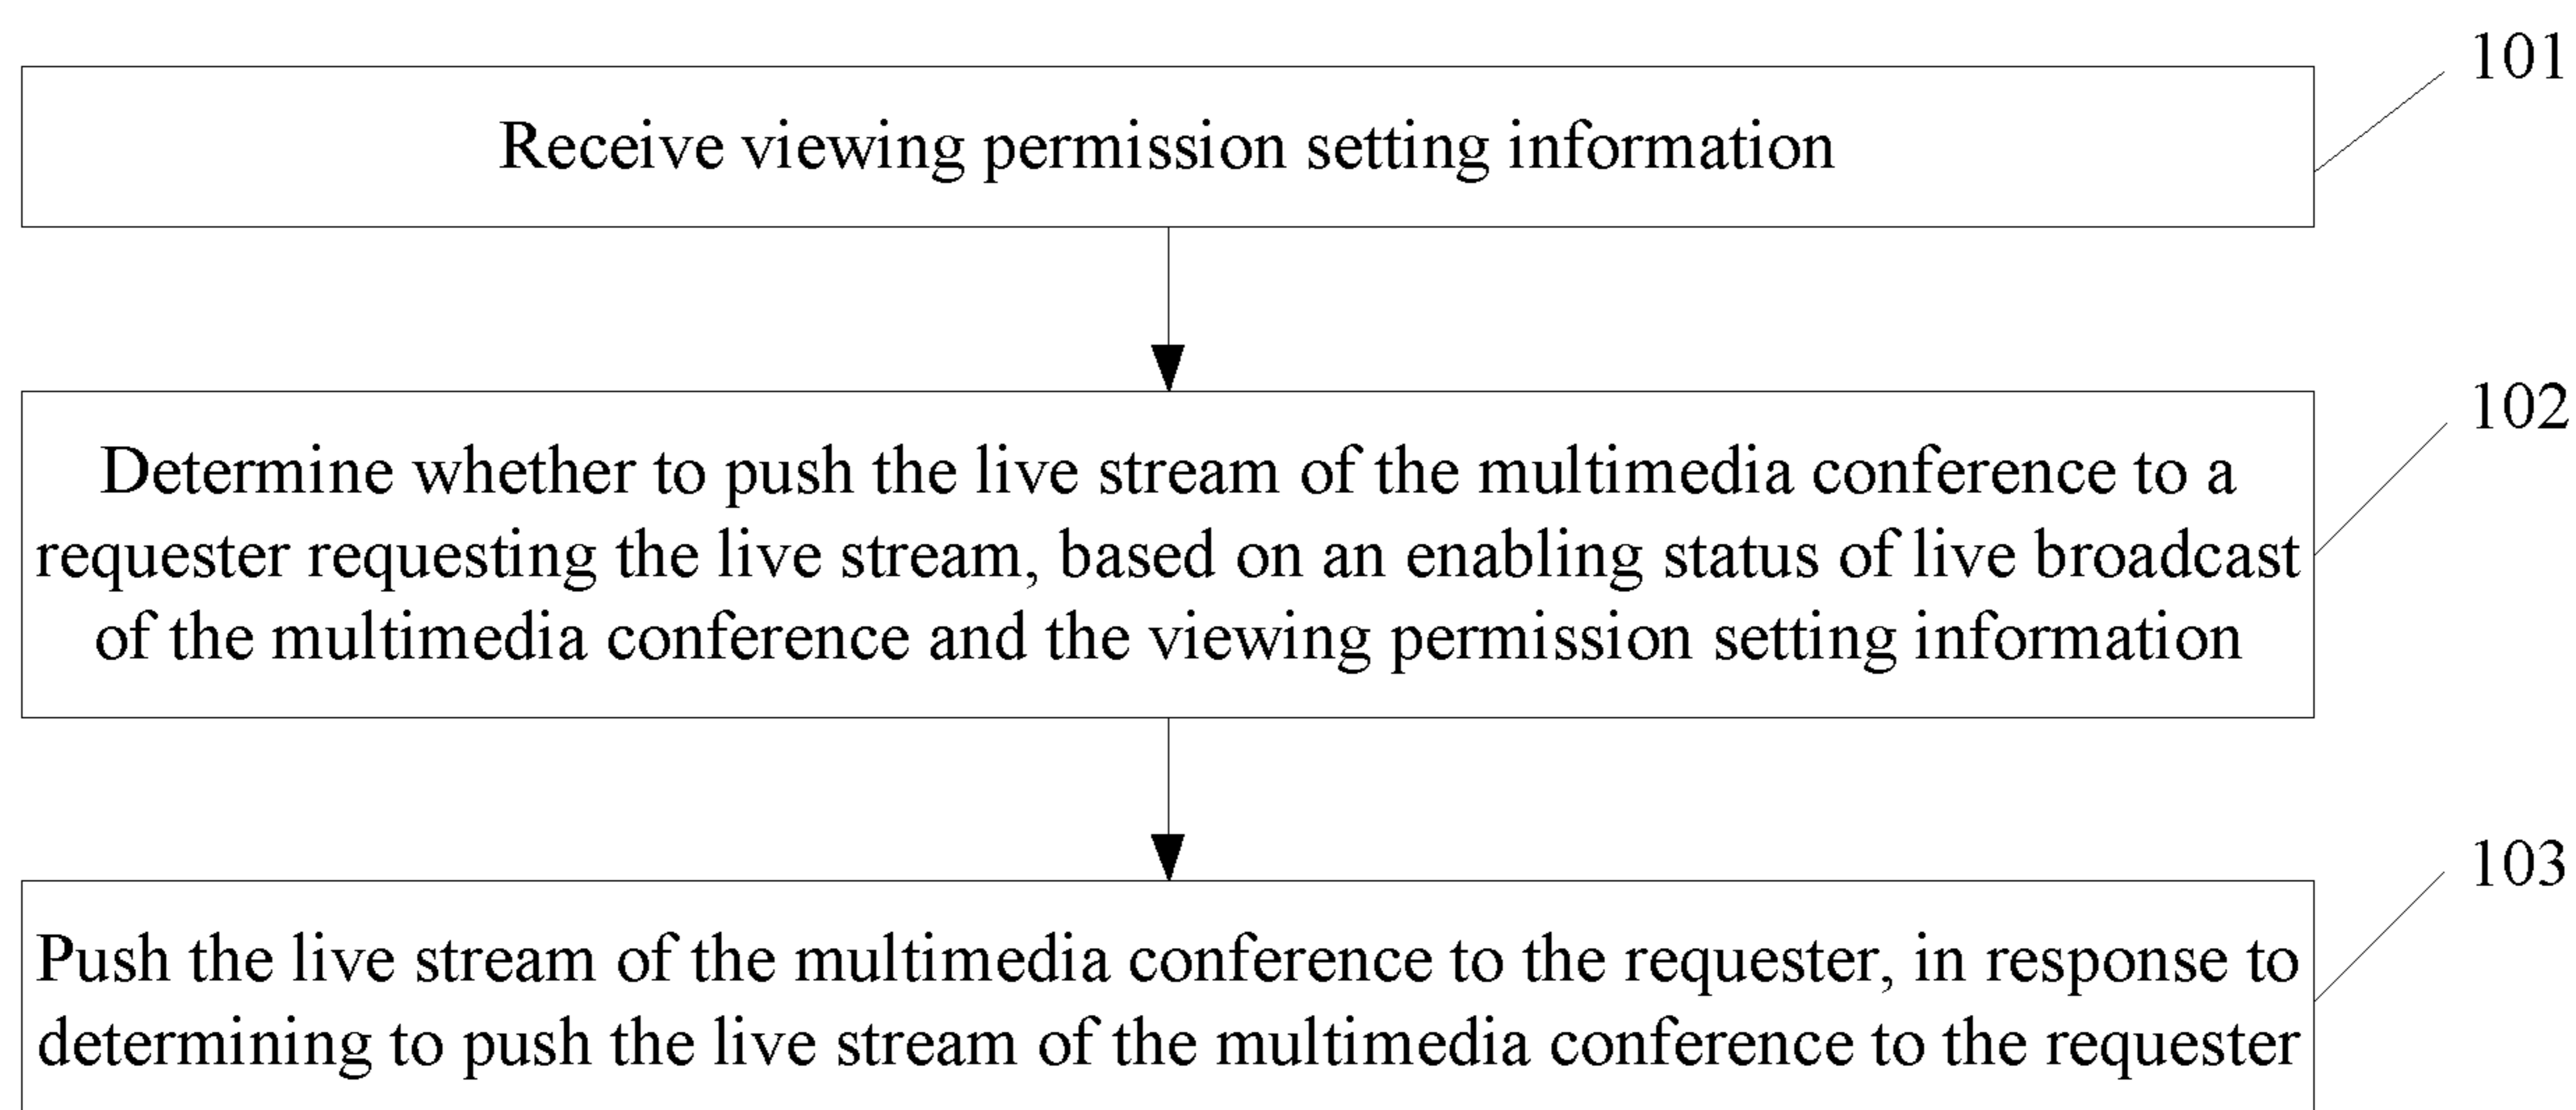 101
Receive viewing permission setting information
102
Determine whether to push the live stream of the multimedia conference to a
requester requesting the live stream, based on an enabling status of live broadcast
of the multimedia conference and the viewing permission setting information
103
Push the live stream of the multimedia conference to the requester, in response to
determining to push the live stream of the multimedia conference to the requester